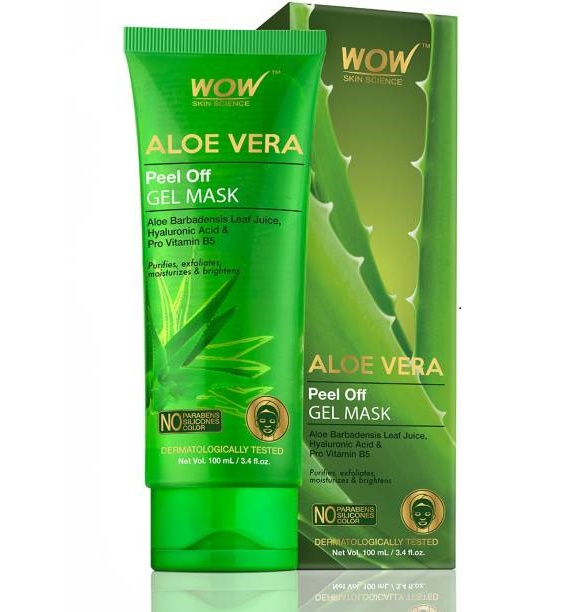 WOW™
SKIN SCIENCE
ALOE VERA
Peel Off
GEL MASK
Aloe Barbadensis Leaf Juice,
Hyaluronic Acid &
Pro Vitamin B5
Purifies, exfoliates,
moisturizes & brightens
NO PARABENS
SILICONES
COLOR
DERMATOLOGICALLY TESTED
Net Vol. 100 mL / 3.4 fl.oz.
WOW™
SKIN SCIENCE
ALOE VERA
Peel Off
GEL MASK
Aloe Barbadensis Leaf Juice,
Hyaluronic Acid &
Pro Vitamin B5
Purifies, exfoliates,
moisturizes & brightens
NO PARABENS
SILICONES
COLOR
DERMATOLOGICALLY TESTED
Net Vol. 100 mL / 3.4 fl.oz.